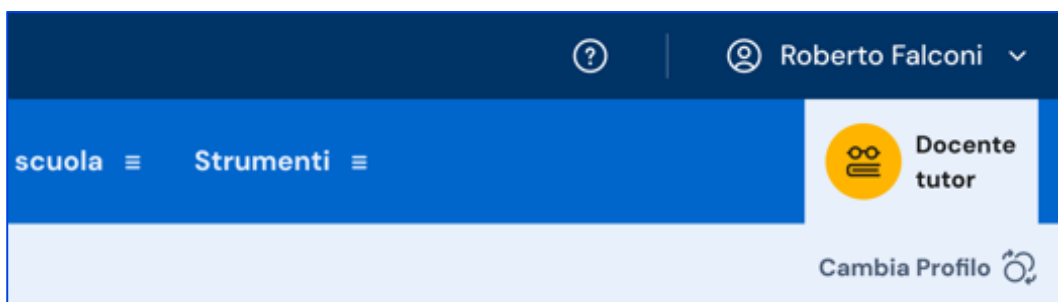 Roberto Falconi
scuola
Strumenti
Docente
tutor
Cambia Profilo